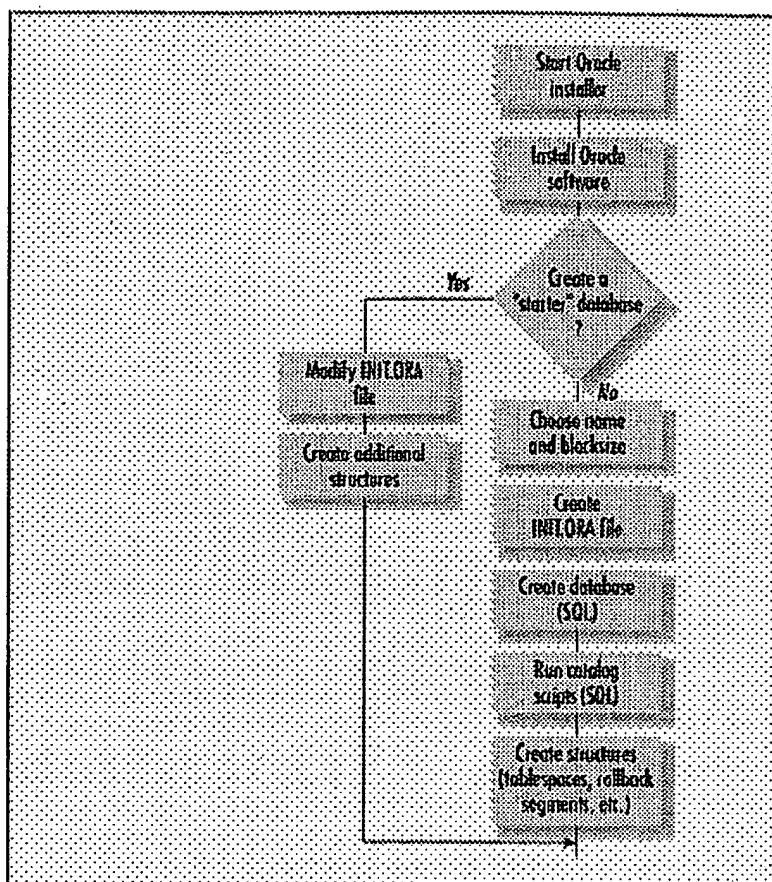 Start Oracle
installer
Install Oracle
software
Create a
"starter" database
?
Yes
No
Modify INIT.ORA
file
Create additional
structures
Choose name
and blocksize
Create
INIT.ORA file
Create database
(SQL)
Run catalog
scripts (SQL)
Create structures
(tablespaces, rollback
segments, etc.)